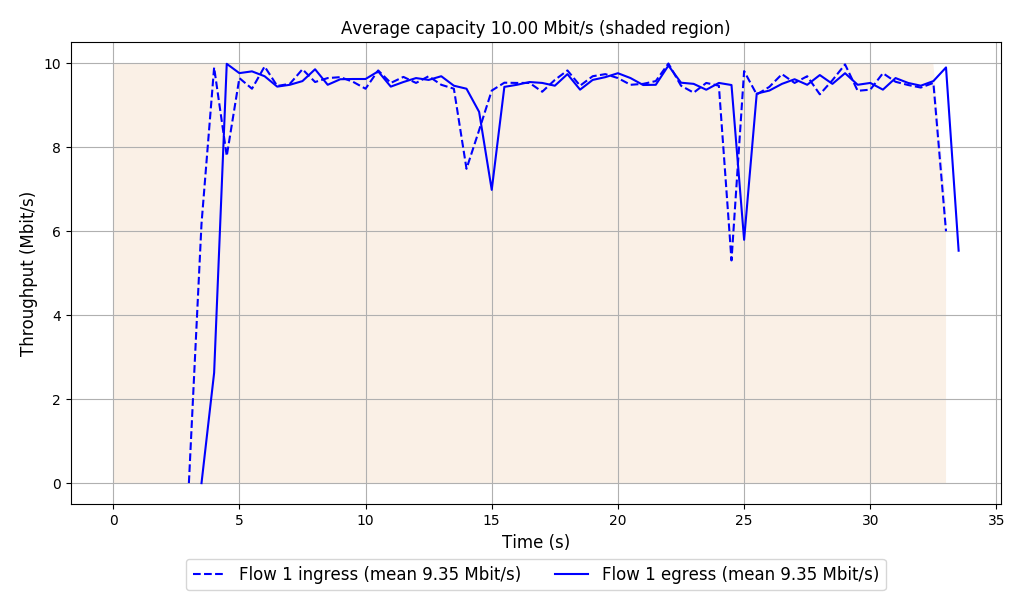 Average capacity 10.00 Mbit/s (shaded region)
10
8
6
4
2
0
Throughput (Mbit/s)
0 5 10 15 20 25 30 35
Time (s)
Flow 1 ingress (mean 9.35 Mbit/s) Flow 1 egress (mean 9.35 Mbit/s)